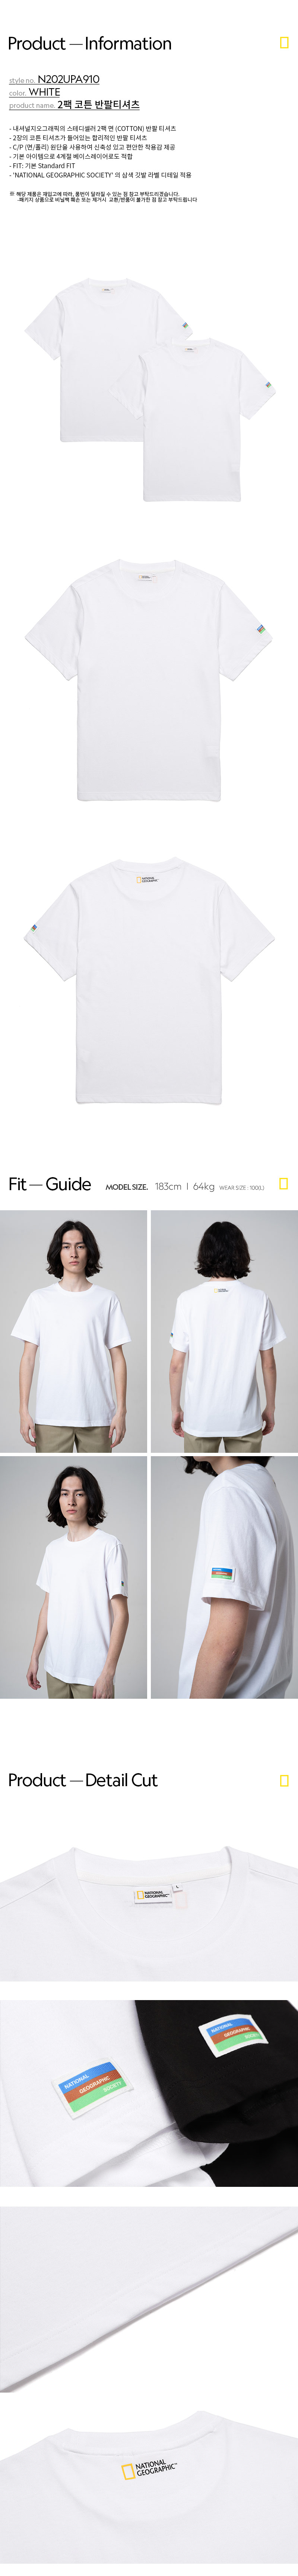 Product — Information
style no. N202UPA910
color. WHITE
product name. 2팩 코튼 반팔티셔츠
- 내셔널지오그래픽의 스테디셀러 2팩 면 (COTTON) 반팔 티셔츠
- 2장의 코튼 티셔츠가 들어있는 합리적인 반팔 티셔츠
- C/P (면/폴리) 원단을 사용하여 신축성 있고 편안한 착용감 제공
- 기본 아이템으로 4계절 베이스레이어로도 적합
- FIT: 기본 Standard FIT
- 'NATIONAL GEOGRAPHIC SOCIETY' 의 삼색 깃발 라벨 디테일 적용
※ 해당 제품은 재입고에 따라, 품번이 달라질 수 있는 점 참고 부탁드리겠습니다.
-패키지 상품으로 비닐백 훼손 또는 제거시 교환/반품이 불가한 점 참고 부탁드립니다
NATIONAL
GEOGRAPHIC
Fit — Guide
MODEL SIZE. 183cm | 64kg WEAR SIZE : 100(L)
Product — Detail Cut
NATIONAL
GEOGRAPHIC
L
NATIONAL
GEOGRAPHIC
SOCIETY
NATIONAL
GEOGRAPHIC
SOCIETY
NATIONAL
GEOGRAPHIC